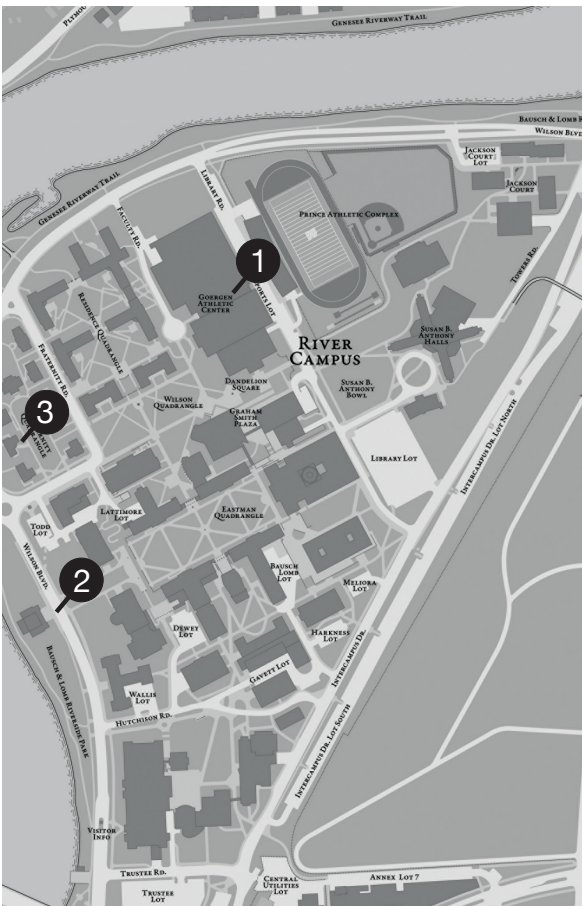 PLYMOU
GENESEE RIVERWAY TRAIL
BAUSCH & LOMB R
WILSON BLVD
JACKSON
COURT
LOT
JACKSON
COURT
LIBRARY RD.
GENESEE RIVERWAY TRAIL
FACULTY RD.
PRINCE ATHLETIC COMPLEX
TOWERS RD.
1
GOERGEN
ATHLETIC
CENTER
PORTS LOT
RESIDENCE QUADRANGLE
RIVER
CAMPUS
SUSAN B.
ANTHONY
HALLS
FRATERNITY RD.
DANDELION
SQUARE
SUSAN B.
ANTHONY
BOWL
WILSON
QUADRANGLE
GRAHAM
SMITH
PLAZA
3
QUADRANGLE
INTERCAMPUS DR. LOT NORTH
LIBRARY LOT
LATTIMORE
LOT
EASTMAN
QUADRANGLE
TODD
LOT
WILSON BLVD.
2
BAUSCH
LOMB
LOT
MELIORA
LOT
DEWEY
LOT
HARKNESS
LOT
BAUSCH & LOMB RIVERSIDE PARK
INTERCAMPUS DR.
GAVETT LOT
WALLIS
LOT
HUTCHISON RD.
INTERCAMPUS DR. LOT SOUTH
VISITOR
INFO
TRUSTEE RD.
TRUSTEE
LOT
CENTRAL
UTILITIES
LOT
ANNEX LOT 7